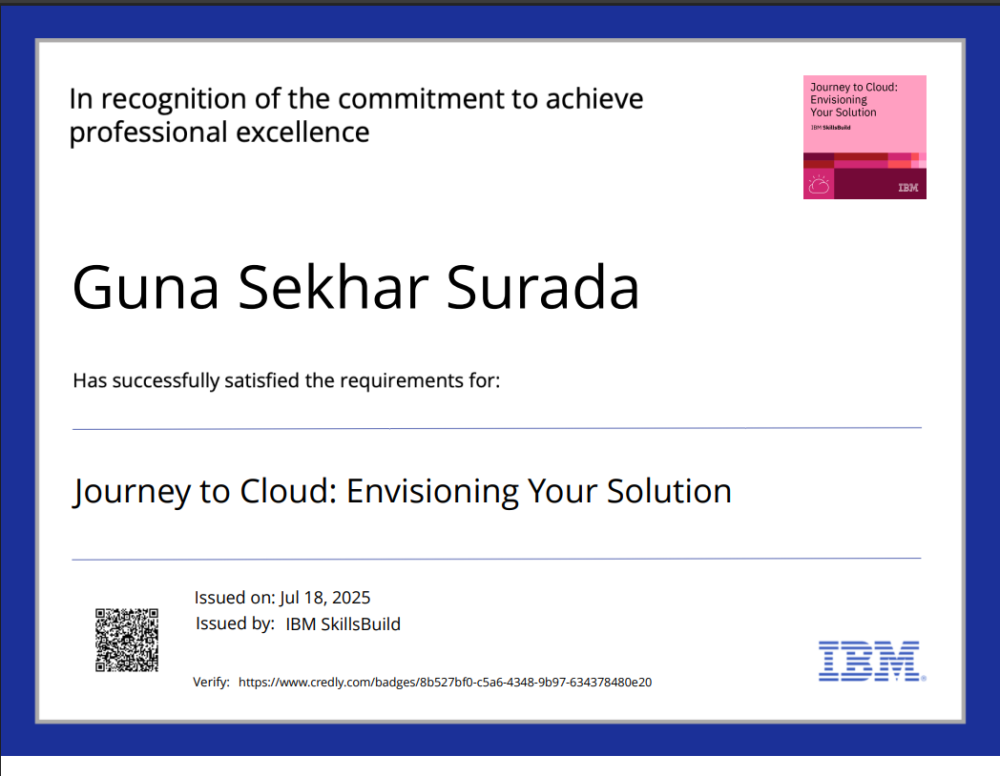 In recognition of the commitment to achieve
professional excellence
Journey to Cloud:
Envisioning
Your Solution
IBM SkillsBuild
IBM
Guna Sekhar Surada
Has successfully satisfied the requirements for:
Journey to Cloud: Envisioning Your Solution
Issued on: Jul 18, 2025
Issued by: IBM SkillsBuild
Verify: https://www.credly.com/badges/8b527bf0-c5a6-4348-9b97-634378480e20
IBM®